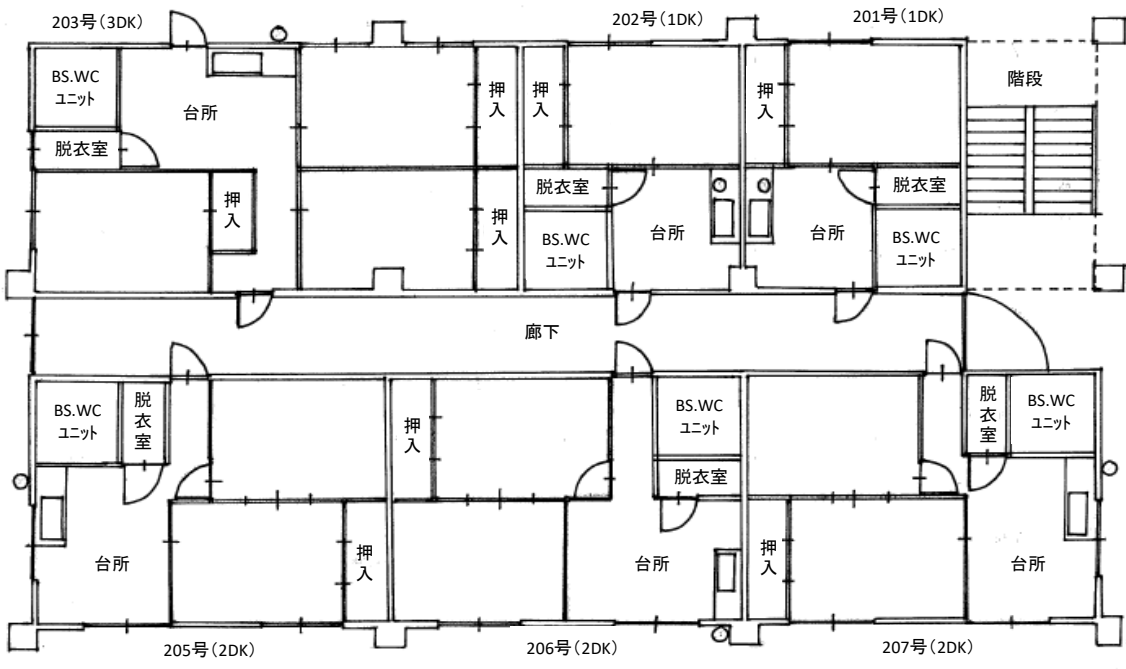 203号(3DK)
202号(1DK)
201号(1DK)
BS.WC
ユニット
台所
脱衣室
押入
押入
押入
押入
押入
階段
脱衣室
BS.WC
ユニット
台所
台所
脱衣室
BS.WC
ユニット
廊下
BS.WC
ユニット
脱衣室
押入
BS.WC
ユニット
脱衣室
脱衣室
BS.WC
ユニット
台所
押入
台所
押入
台所
205号(2DK)
206号(2DK)
207号(2DK)